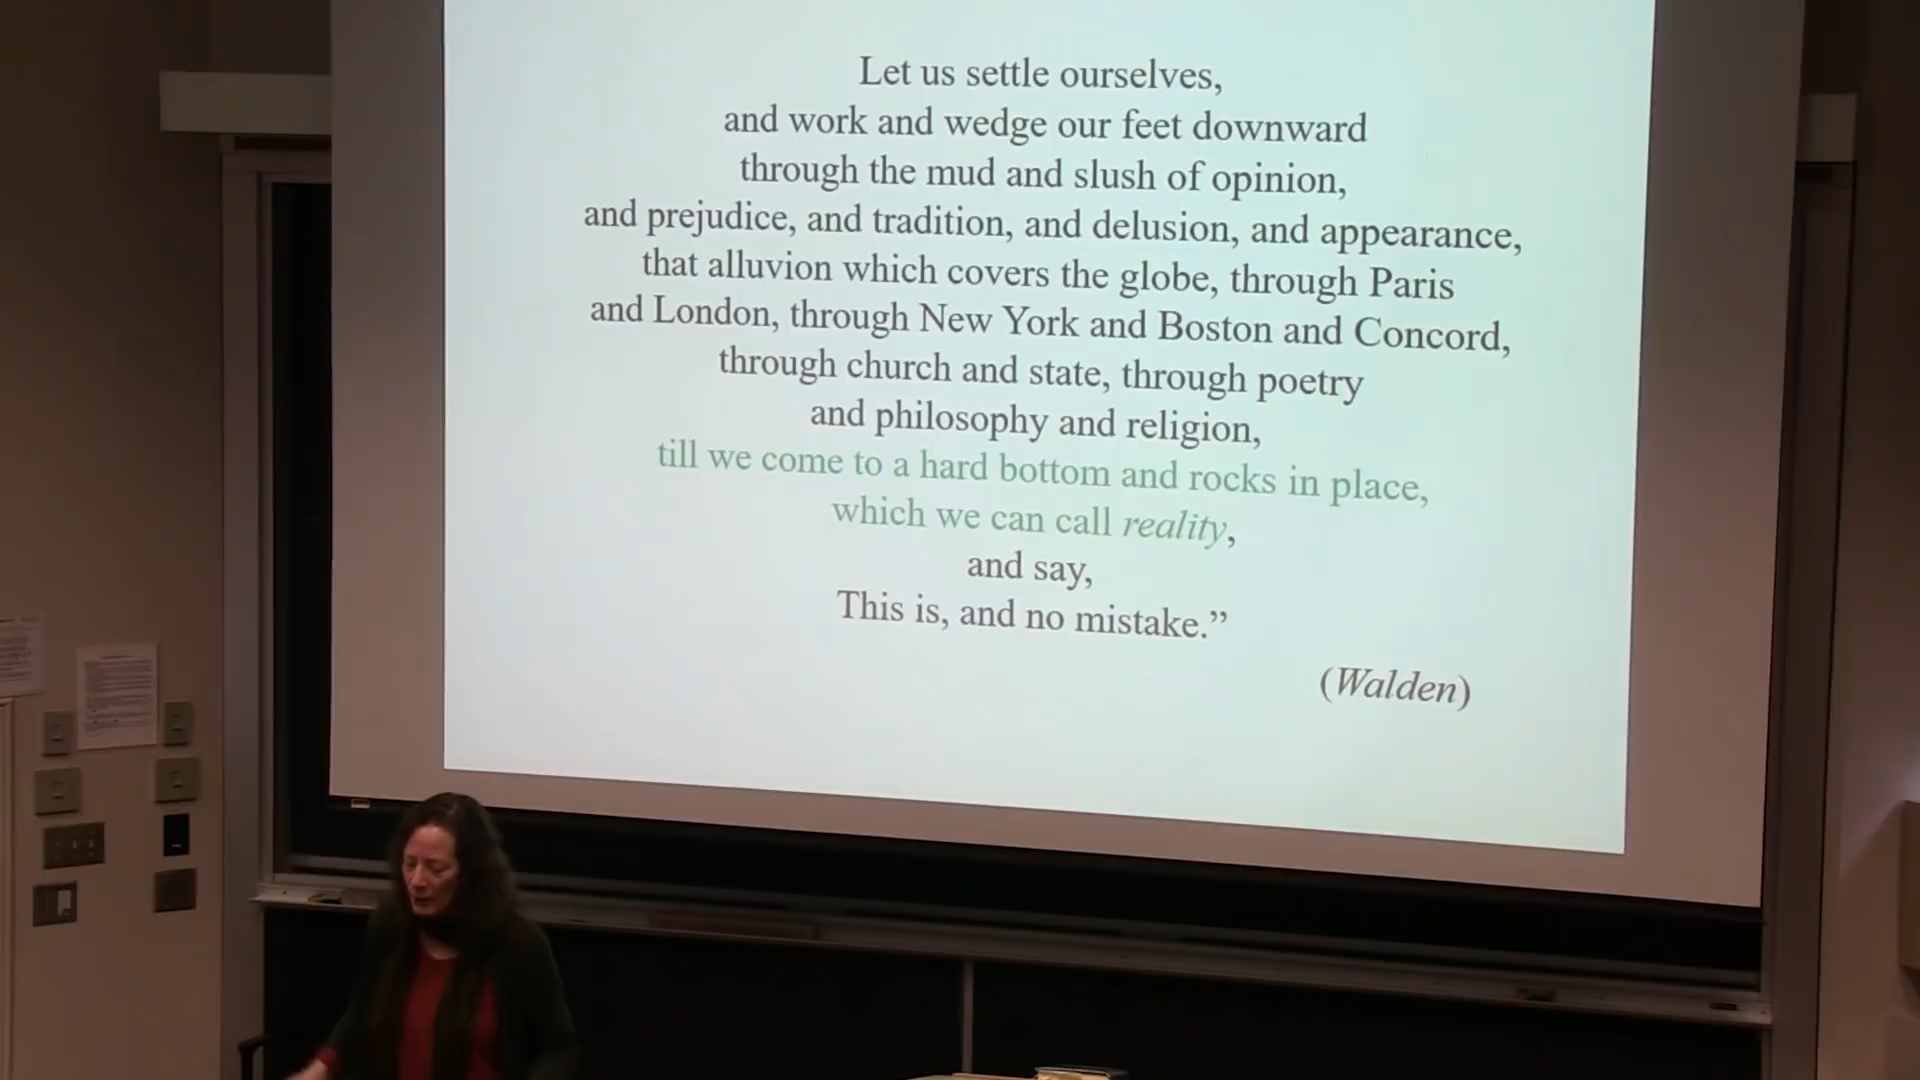 Let us settle ourselves,
and work and wedge our feet downward
through the mud and slush of opinion,
and prejudice, and tradition, and delusion, and appearance,
that alluvion which covers the globe, through Paris
and London, through New York and Boston and Concord,
through church and state, through poetry
and philosophy and religion,
till we come to a hard bottom and rocks in place,
which we can call reality,
and say,
This is, and no mistake.”
(Walden)